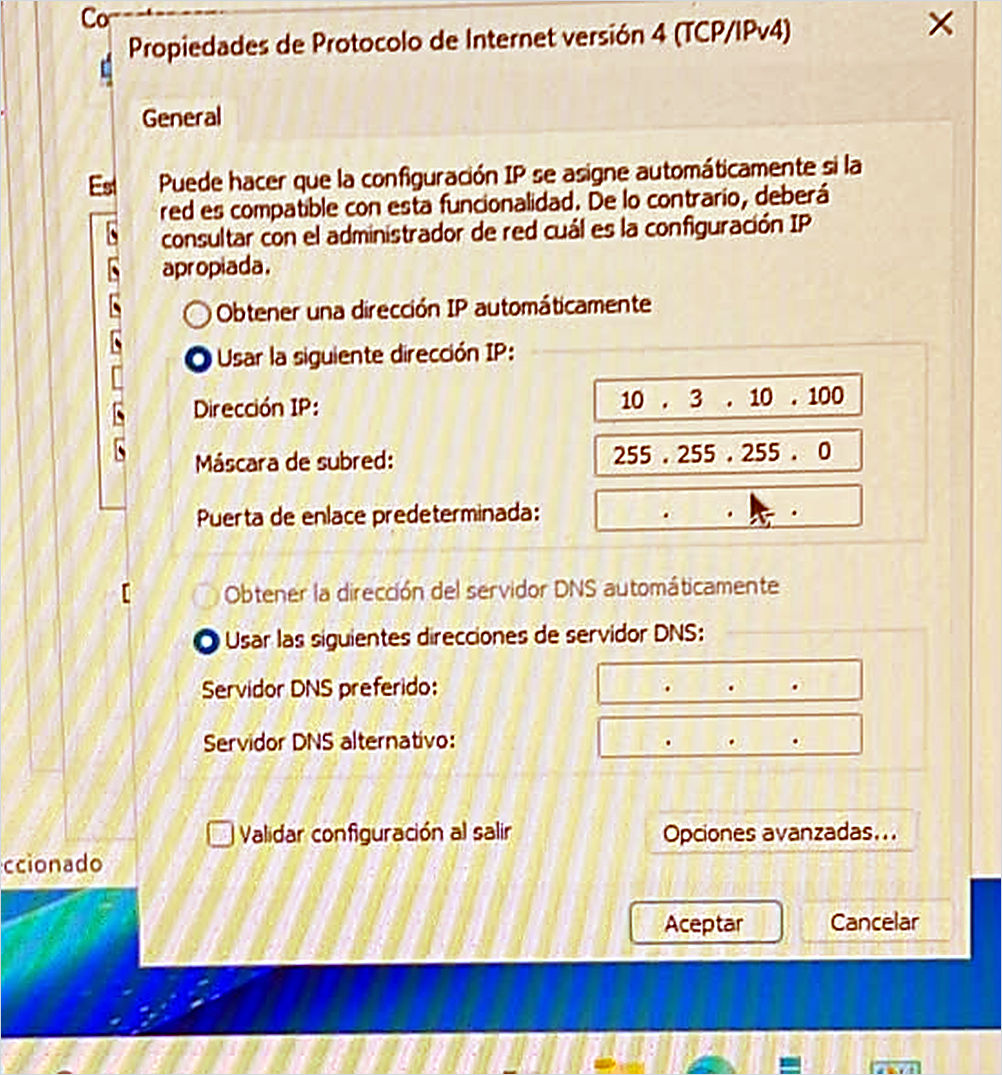 Propiedades de Protocolo de Internet versión 4 (TCP/IPv4)
General
Est
Puede hacer que la configuración IP se asigne automáticamente si la
red es compatible con esta funcionalidad. De lo contrario, deberá
consultar con el administrador de red cuál es la configuración IP
apropiada.
Obtener una dirección IP automáticamente
Usar la siguiente dirección IP:
Dirección IP: 10 . 3 . 10 . 100
Máscara de subred: 255 . 255 . 255 . 0
Puerta de enlace predeterminada: . . .
Obtener la dirección del servidor DNS automáticamente
Usar las siguientes direcciones de servidor DNS:
Servidor DNS preferido: . . .
Servidor DNS alternativo: . . .
Validar configuración al salir
Opciones avanzadas...
ccionado
Aceptar Cancelar